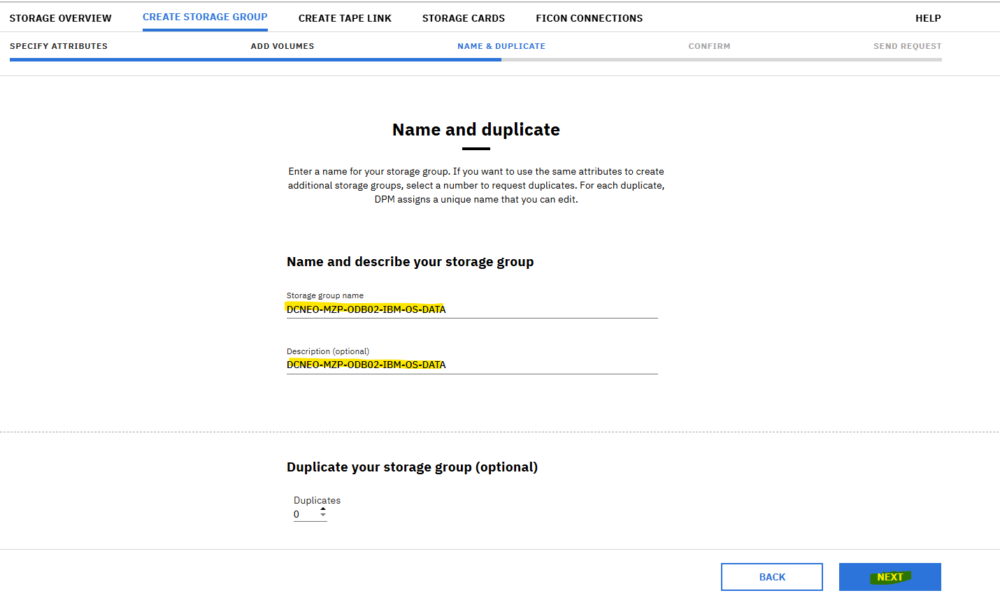 STORAGE OVERVIEW CREATE STORAGE GROUP CREATE TAPE LINK STORAGE CARDS FICON CONNECTIONS HELP
SPECIFY ATTRIBUTES ADD VOLUMES NAME & DUPLICATE CONFIRM SEND REQUEST
Name and duplicate
Enter a name for your storage group. If you want to use the same attributes to create
additional storage groups, select a number to request duplicates. For each duplicate,
DPM assigns a unique name that you can edit.
Name and describe your storage group
Storage group name
DCNEO-MZP-ODB02-IBM-OS-DATA
Description (optional)
DCNEO-MZP-ODB02-IBM-OS-DATA
Duplicate your storage group (optional)
Duplicates
0
BACK NEXT